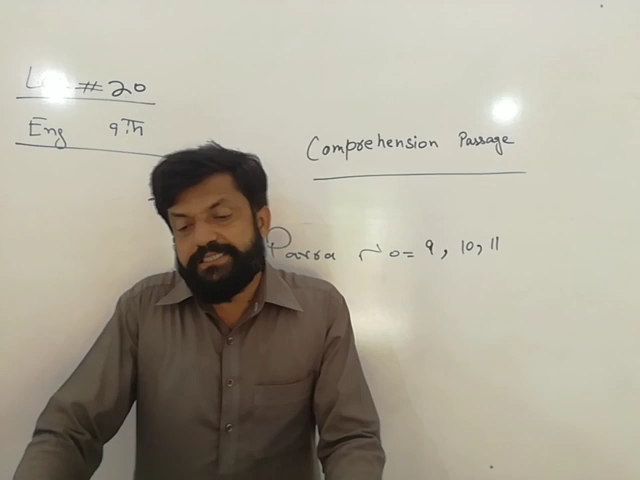 # 20
Eng 9Th
Comprehension Passage
Parra No= 9, 10, 11